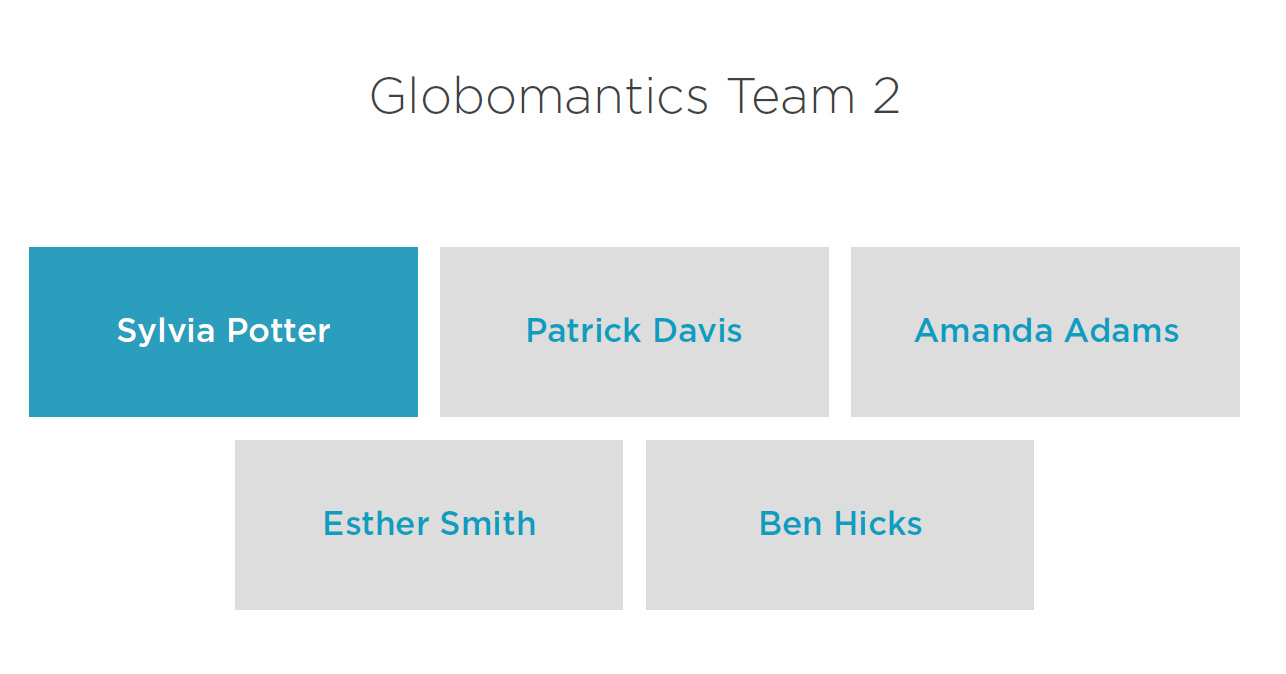 Globomantics Team 2
Sylvia Potter
Patrick Davis
Amanda Adams
Esther Smith
Ben Hicks